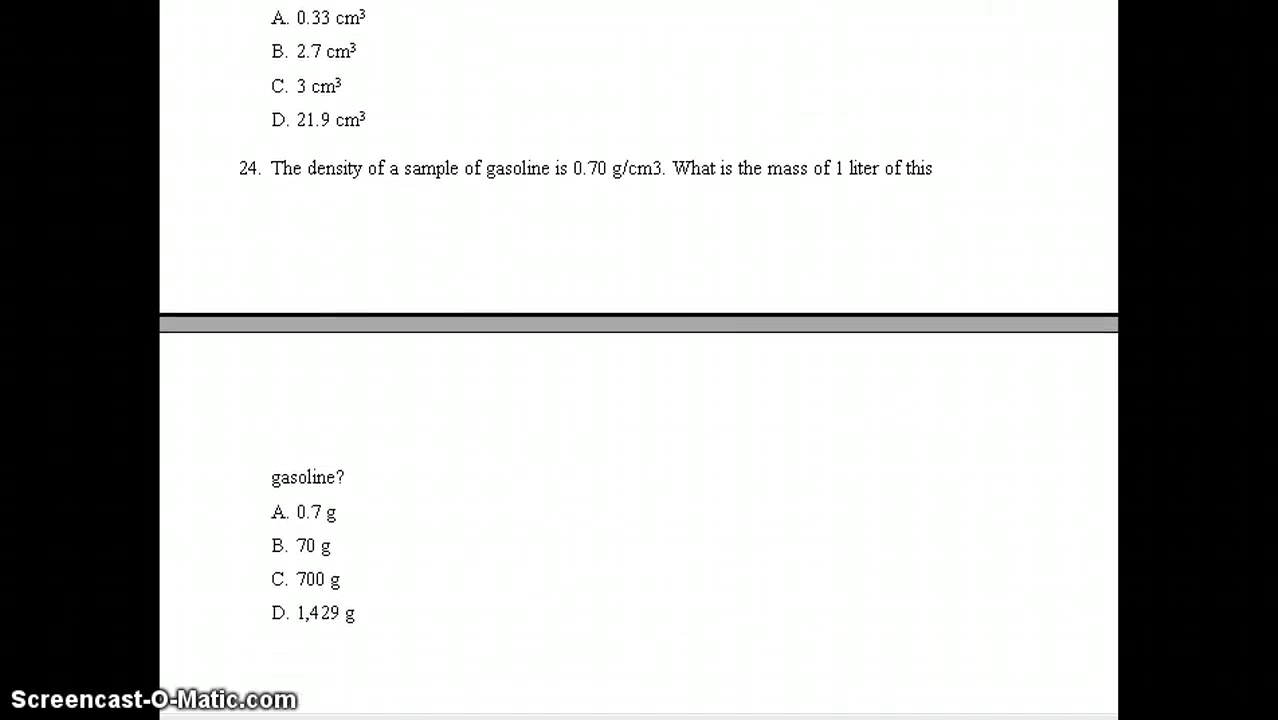 A. 0.33 cm³
B. 2.7 cm³
C. 3 cm³
D. 21.9 cm³
24. The density of a sample of gasoline is 0.70 g/cm3. What is the mass of 1 liter of this
gasoline?
A. 0.7 g
B. 70 g
C. 700 g
D. 1,429 g
Screencast-O-Matic.com